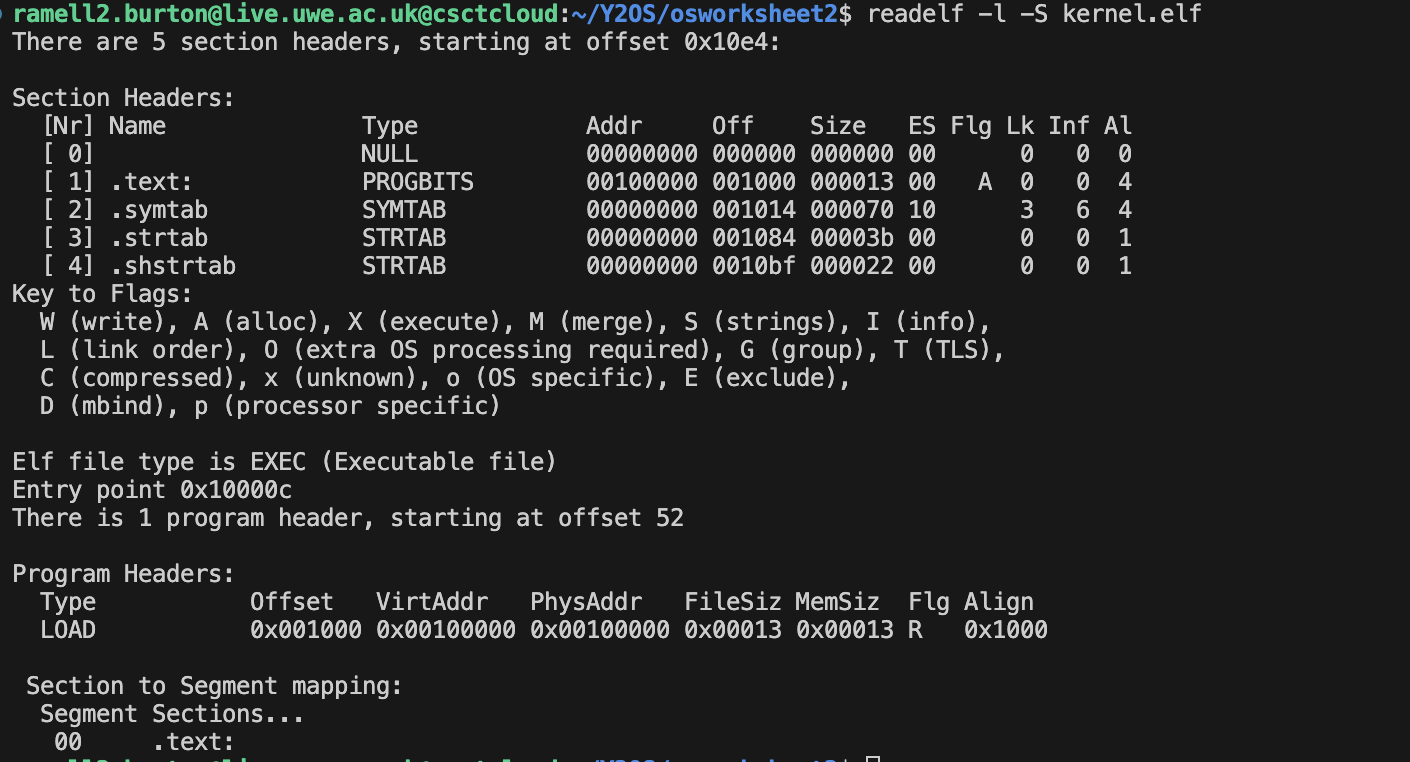 ramell2.burton@live.uwe.ac.uk@csctcloud:~/Y2OS/osworksheet2$ readelf -l -S kernel.elf
There are 5 section headers, starting at offset 0x10e4:
Section Headers:
[Nr] Name Type Addr Off Size ES Flg Lk Inf Al
[ 0] NULL 00000000 000000 000000 00 0 0 0
[ 1] .text: PROGBITS 00100000 001000 000013 00 A 0 0 4
[ 2] .symtab SYMTAB 00000000 001014 000070 10 3 6 4
[ 3] .strtab STRTAB 00000000 001084 00003b 00 0 0 1
[ 4] .shstrtab STRTAB 00000000 0010bf 000022 00 0 0 1
Key to Flags:
W (write), A (alloc), X (execute), M (merge), S (strings), I (info),
L (link order), O (extra OS processing required), G (group), T (TLS),
C (compressed), x (unknown), o (OS specific), E (exclude),
D (mbind), p (processor specific)
Elf file type is EXEC (Executable file)
Entry point 0x10000c
There is 1 program header, starting at offset 52
Program Headers:
Type Offset VirtAddr PhysAddr FileSiz MemSiz Flg Align
LOAD 0x001000 0x00100000 0x00100000 0x00013 0x00013 R 0x1000
Section to Segment mapping:
Segment Sections...
00 .text: